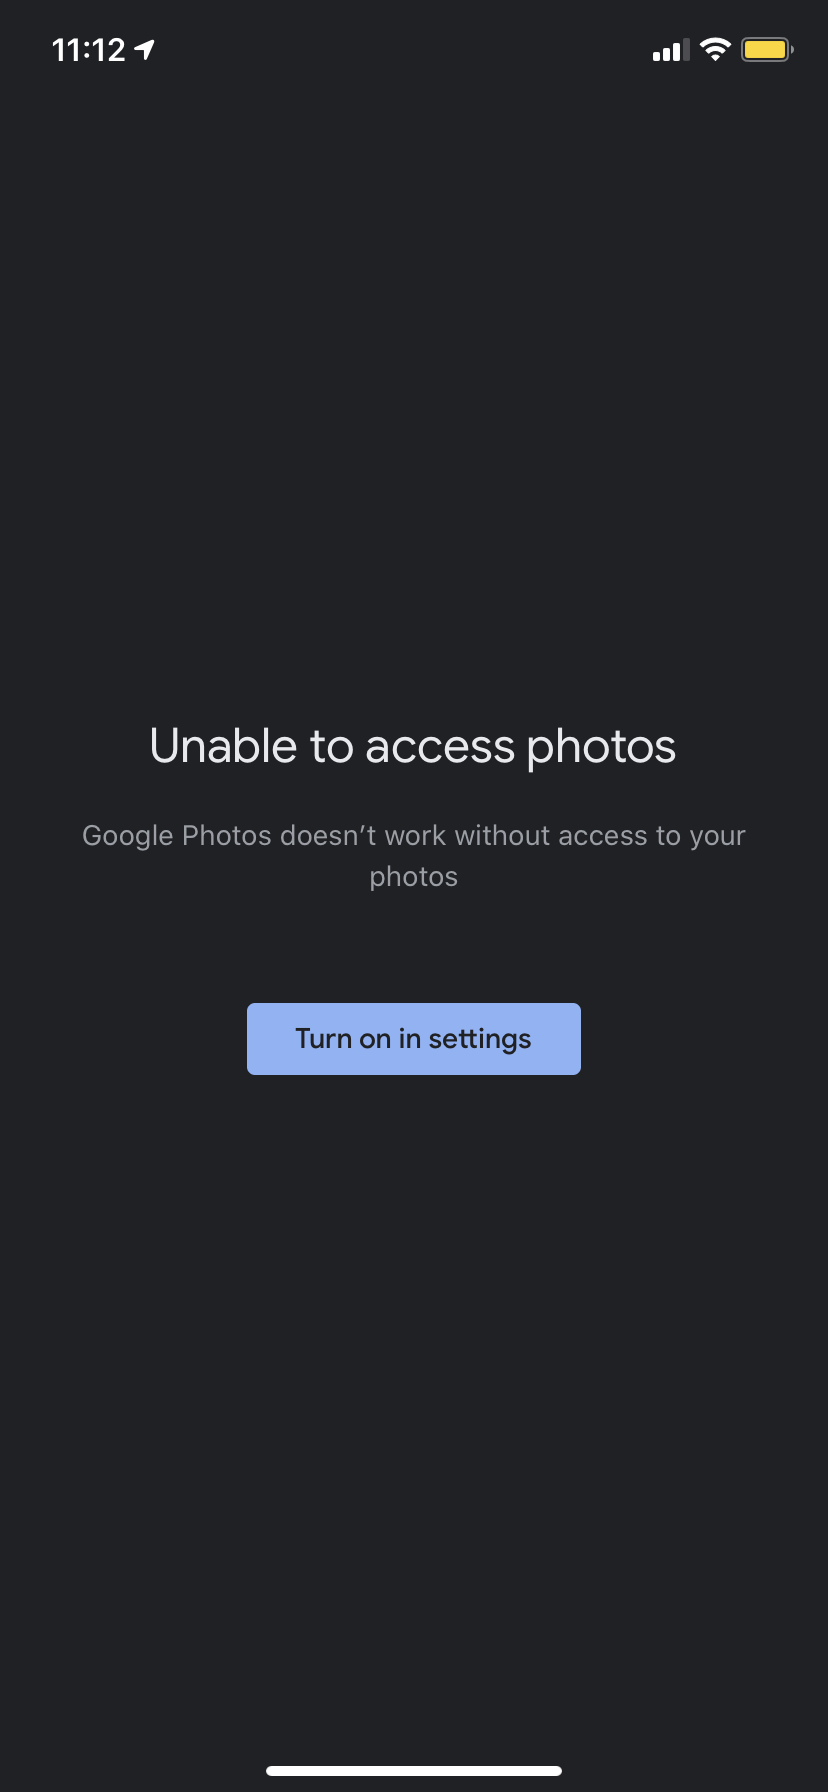 11:12
Unable to access photos
Google Photos doesn’t work without access to your
photos
Turn on in settings